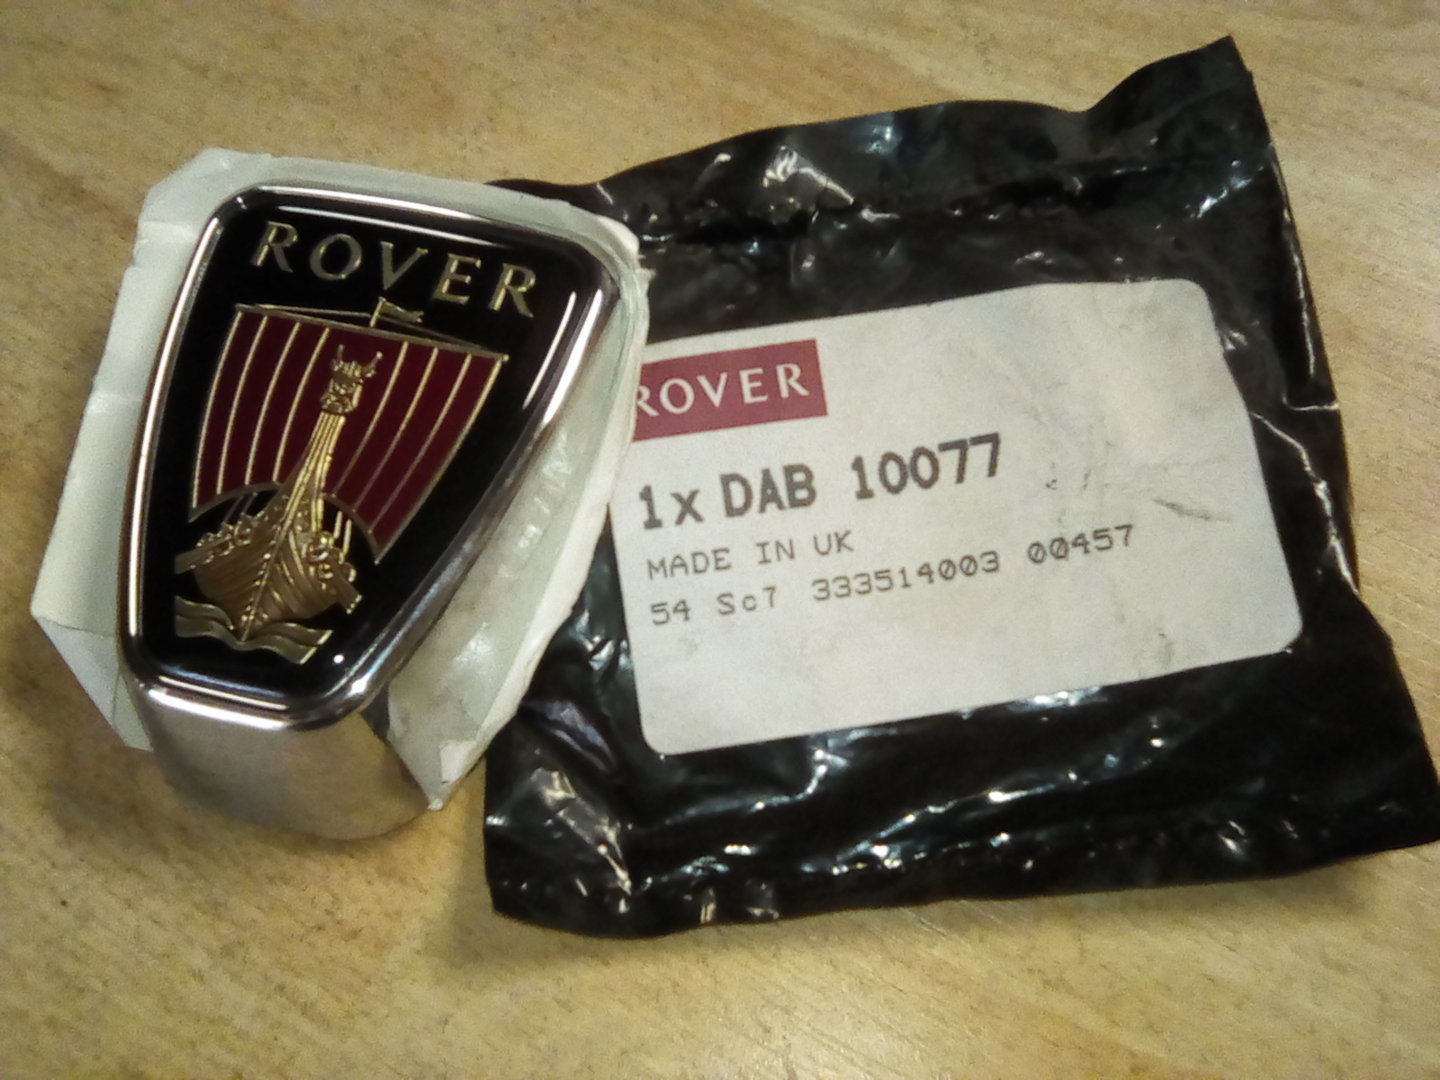 ROVER
ROVER
1x DAB 10077
MADE IN UK
54 Sc7 333514003 00457